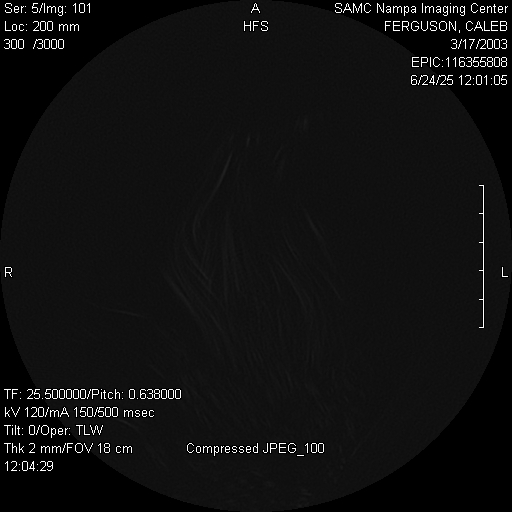 Ser: 5/Img: 101
Loc: 200 mm
300 /3000
A
HFS
SAMC Nampa Imaging Center
FERGUSON, CALEB
3/17/2003
EPIC:116355808
6/24/25 12:01:05
R
L
TF: 25.500000/Pitch: 0.638000
kV 120/mA 150/500 msec
Tilt: 0/Oper: TLW
Thk 2 mm/FOV 18 cm
12:04:29
Compressed JPEG_100